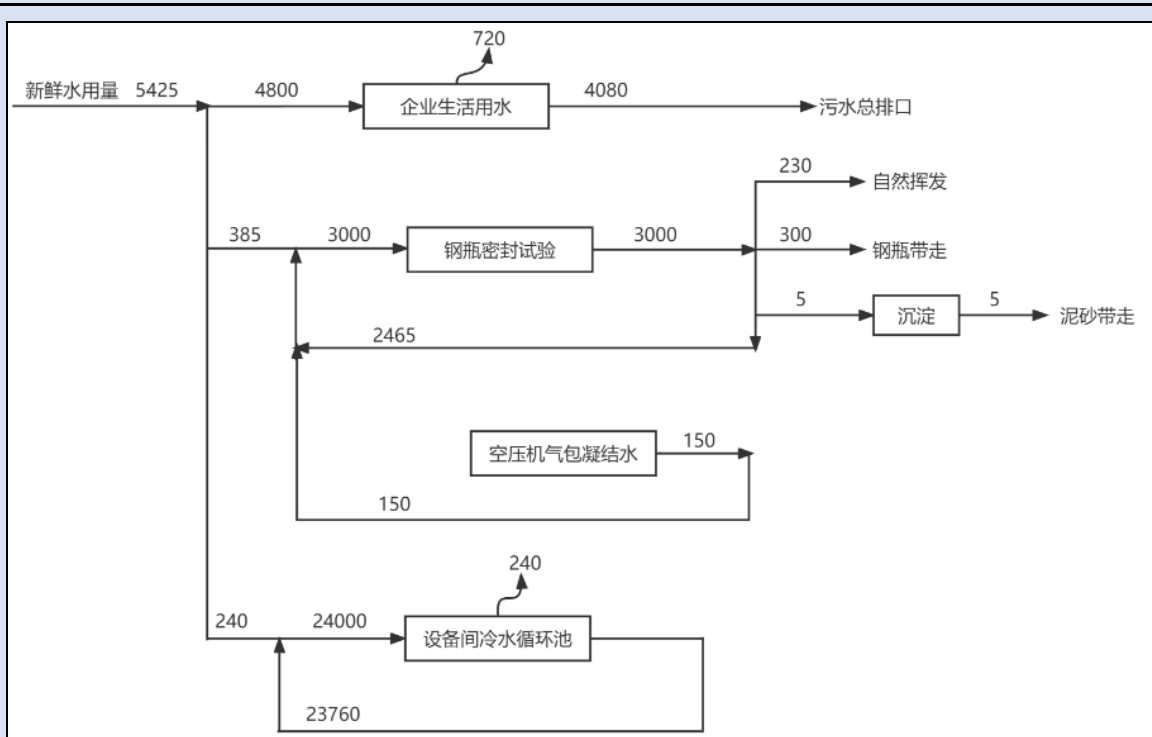 720
新鲜水用量 5425
4800
企业生活用水
4080
污水总排口
230
自然挥发
385
3000
钢瓶密封试验
3000
300
钢瓶带走
5
沉淀
5
泥砂带走
2465
空压机气包凝结水
150
150
240
240
24000
设备间冷水循环池
23760